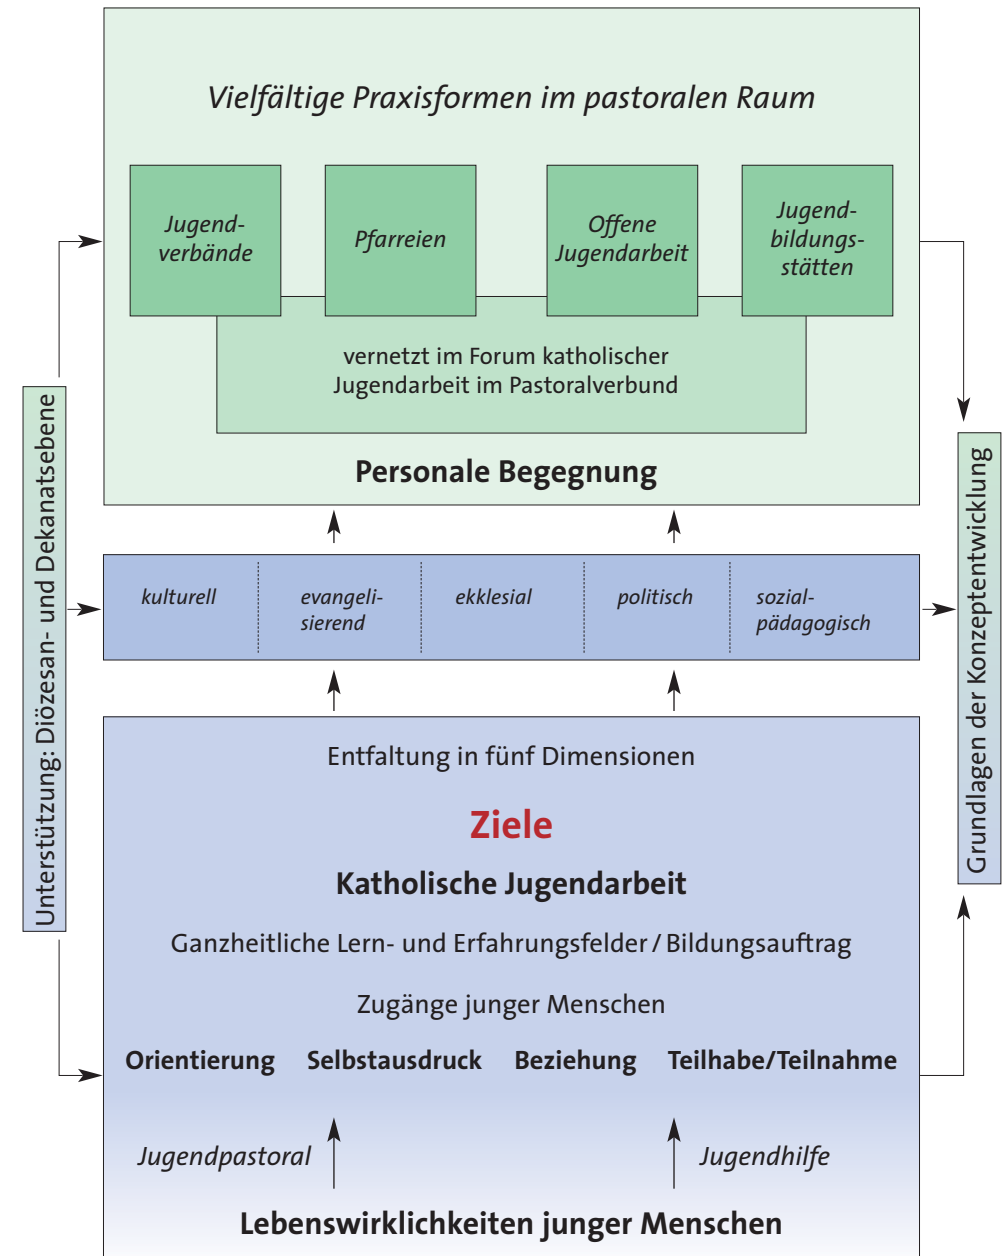 Vielfältige Praxisformen im pastoralen Raum
Jugend-
verbände
Pfarreien
Offene
Jugendarbeit
Jugend-
bildungs-
stätten
vernetzt im Forum katholischer
Jugendarbeit im Pastoralverbund
Personale Begegnung
Unterstützung: Diözesan- und Dekanatsebene
kulturell
evangeli-
sierend
ekklesial
politisch
sozial-
pädagogisch
Grundlagen der Konzeptentwicklung
Entfaltung in fünf Dimensionen
Ziele
Katholische Jugendarbeit
Ganzheitliche Lern- und Erfahrungsfelder / Bildungsauftrag
Zugänge junger Menschen
Orientierung Selbstausdruck Beziehung Teilhabe/Teilnahme
Jugendpastoral
Jugendhilfe
Lebenswirklichkeiten junger Menschen